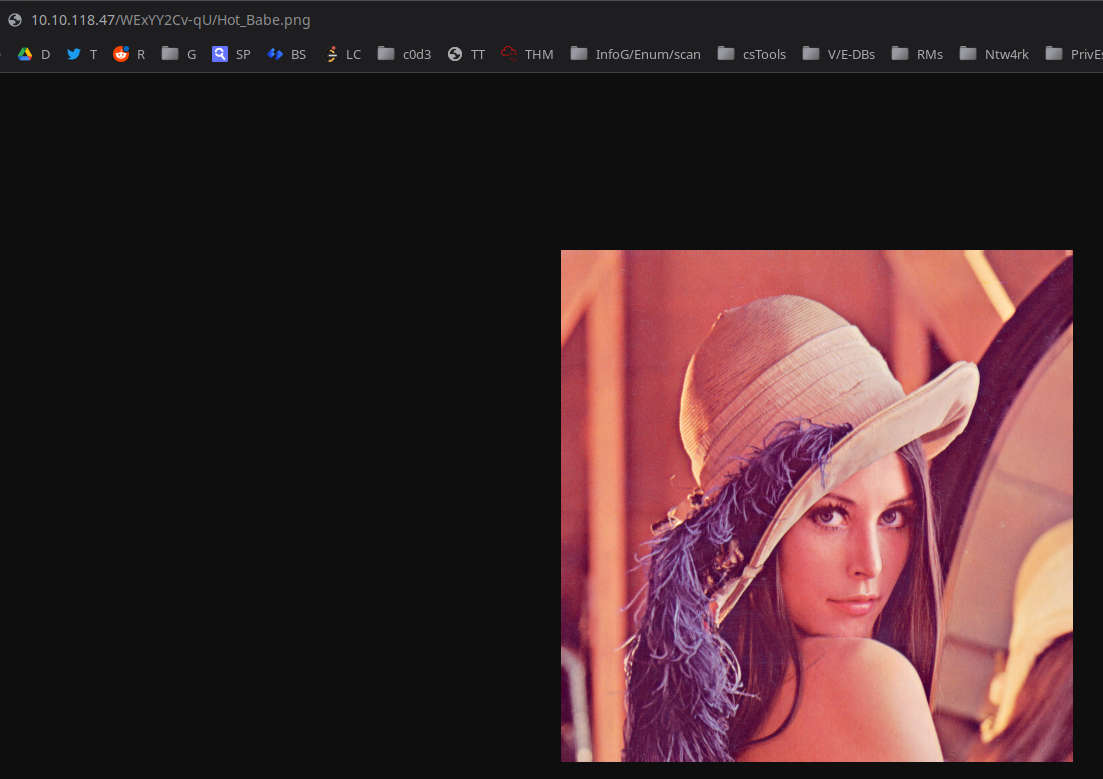 10.10.118.47/WExYY2Cv-qU/Hot_Babe.png
D T R G SP BS LC c0d3 TT THM InfoG/Enum/scan csTools V/E-DBs RMs Ntw4rk PrivEs